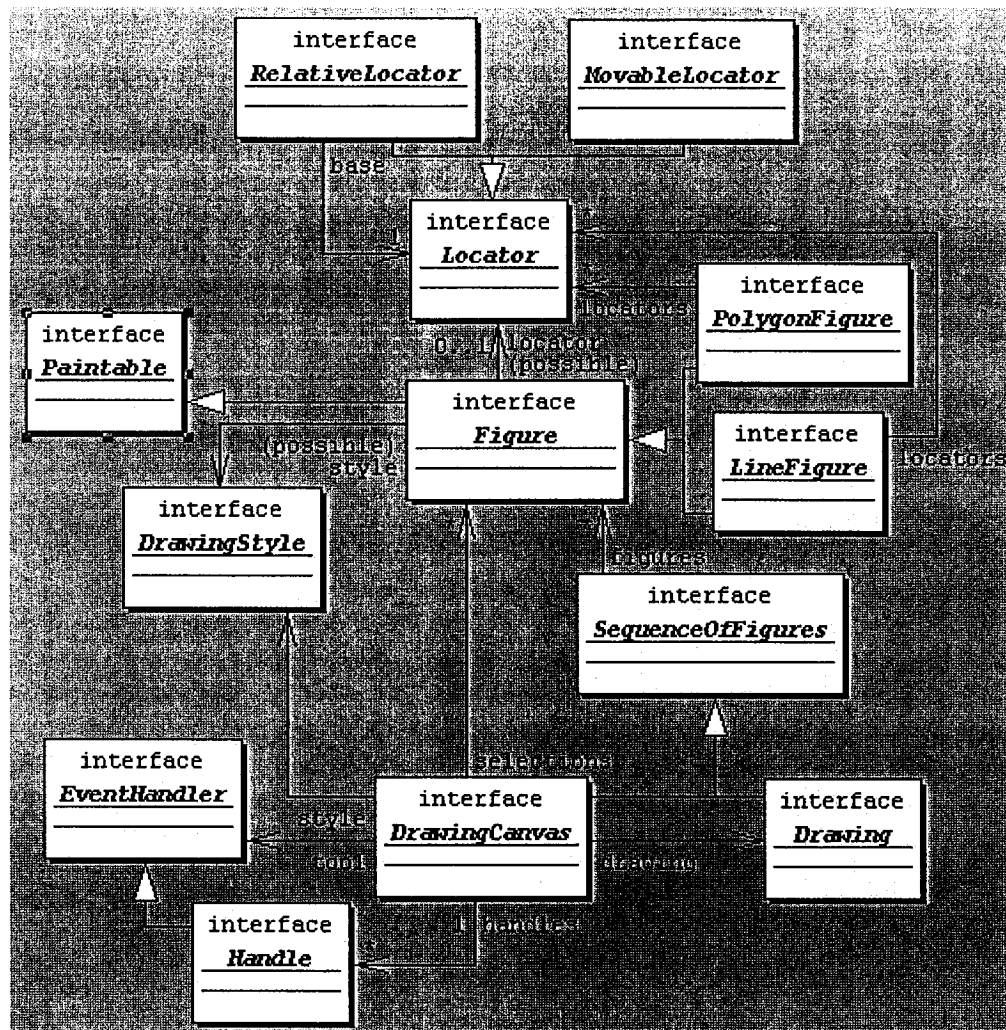 interface
RelativeLocator
interface
MovableLocator
base
interface
Locator
1
*
locators
interface
PolygonFigure
interface
Paintable
0..1
locator
(possible)
interface
Figure
interface
LineFigure
locators
(possible)
style
interface
DrawingStyle
figures
interface
SequenceOfFigures
selections
interface
EventHandler
interface
DrawingCanvas
interface
Drawing
style
tool
drawing
1
handles
*
interface
Handle